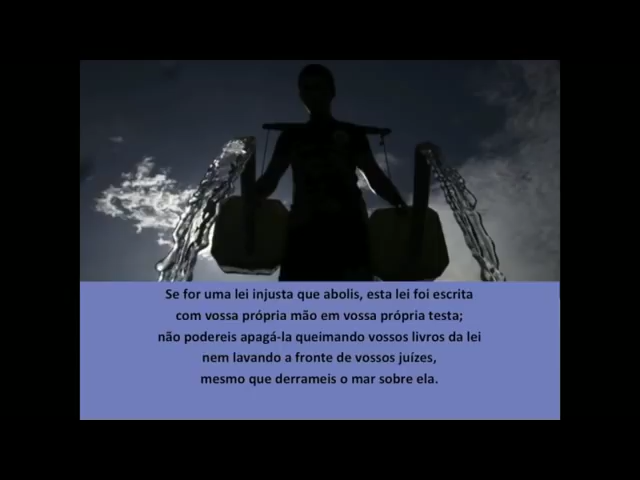 Se for uma lei injusta que abolis, esta lei foi escrita
com vossa própria mão em vossa própria testa;
não podereis apagá-la queimando vossos livros da lei
nem lavando a fronte de vossos juízes,
mesmo que derrameis o mar sobre ela.